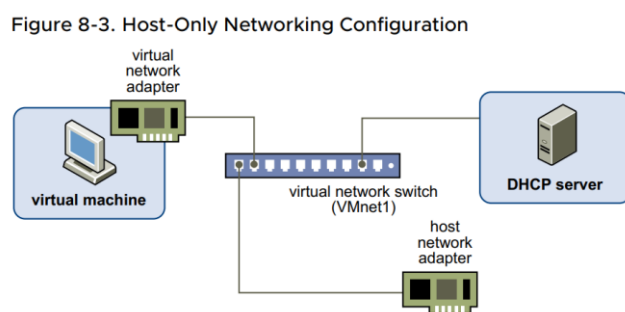 Figure 8-3. Host-Only Networking Configuration
virtual
network
adapter
virtual machine
virtual network switch
(VMnet1)
DHCP server
host
network
adapter